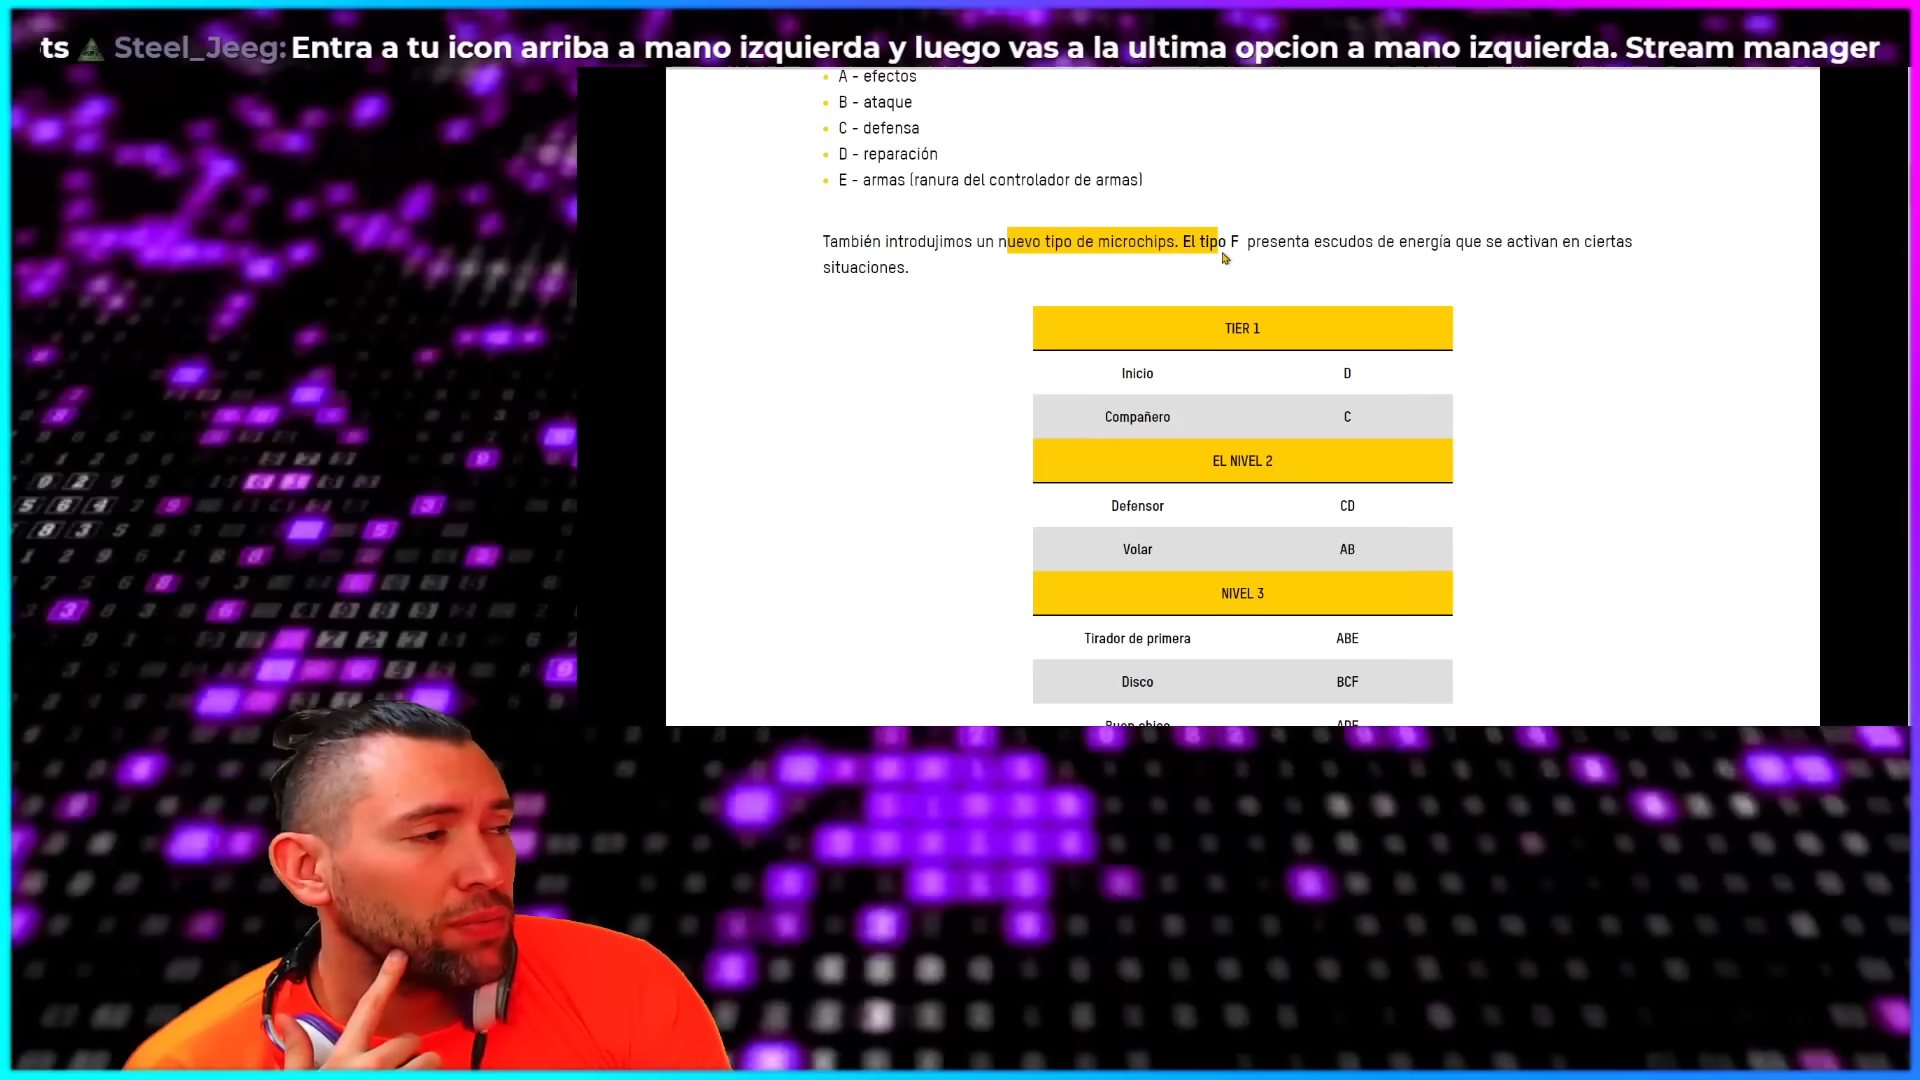 ts Steel_Jeeg: Entra a tu icon arriba a mano izquierda y luego vas a la ultima opcion a mano izquierda. Stream manager
A - efectos
B - ataque
C - defensa
D - reparación
E - armas (ranura del controlador de armas)
También introdujimos un nuevo tipo de microchips. El tipo F presenta escudos de energía que se activan en ciertas
situaciones.
TIER 1
Inicio D
Compañero C
EL NIVEL 2
Defensor CD
Volar AB
NIVEL 3
Tirador de primera ABE
Disco BCF